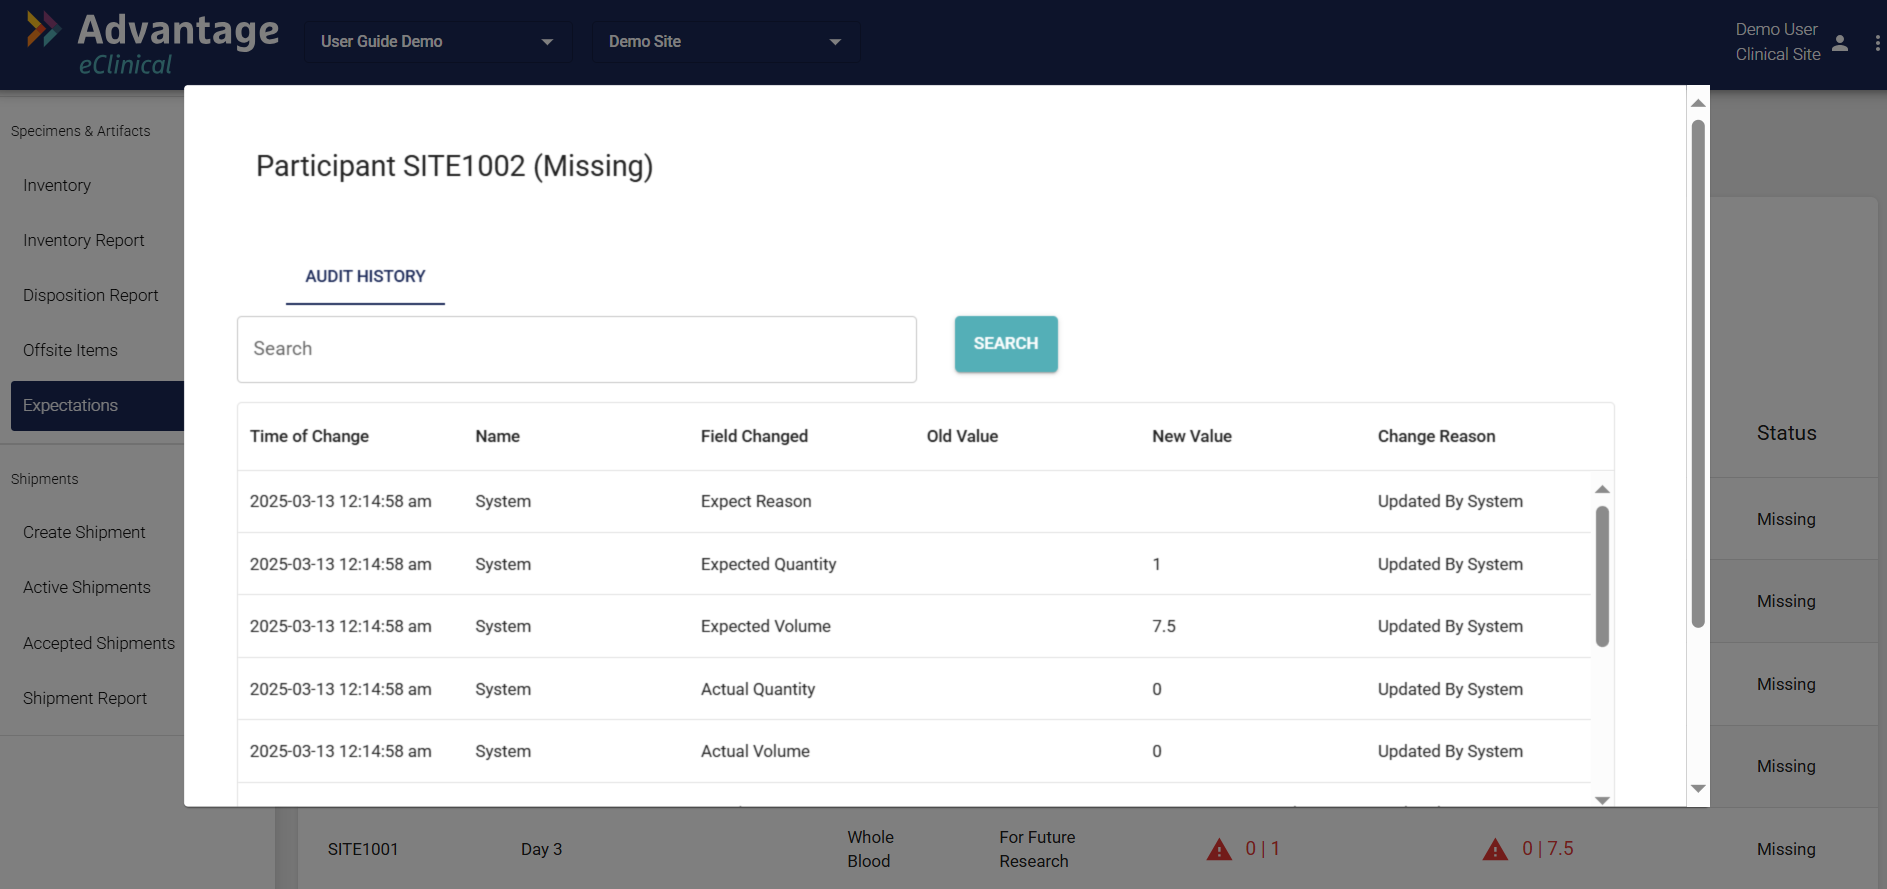 Advantage
eClinical
User Guide Demo
Demo Site
Demo User
Clinical Site
Specimens & Artifacts
Inventory
Inventory Report
Disposition Report
Offsite Items
Expectations
Shipments
Create Shipment
Active Shipments
Accepted Shipments
Shipment Report
Participant SITE1002 (Missing)
AUDIT HISTORY
Search
SEARCH
Time of Change Name Field Changed Old Value New Value Change Reason
2025-03-13 12:14:58 am System Expect Reason Updated By System
2025-03-13 12:14:58 am System Expected Quantity 1 Updated By System
2025-03-13 12:14:58 am System Expected Volume 7.5 Updated By System
2025-03-13 12:14:58 am System Actual Quantity 0 Updated By System
2025-03-13 12:14:58 am System Actual Volume 0 Updated By System
Status
Missing
Missing
Missing
Missing
SITE1001 Day 3 Whole Blood For Future Research 0 | 1 0 | 7.5 Missing